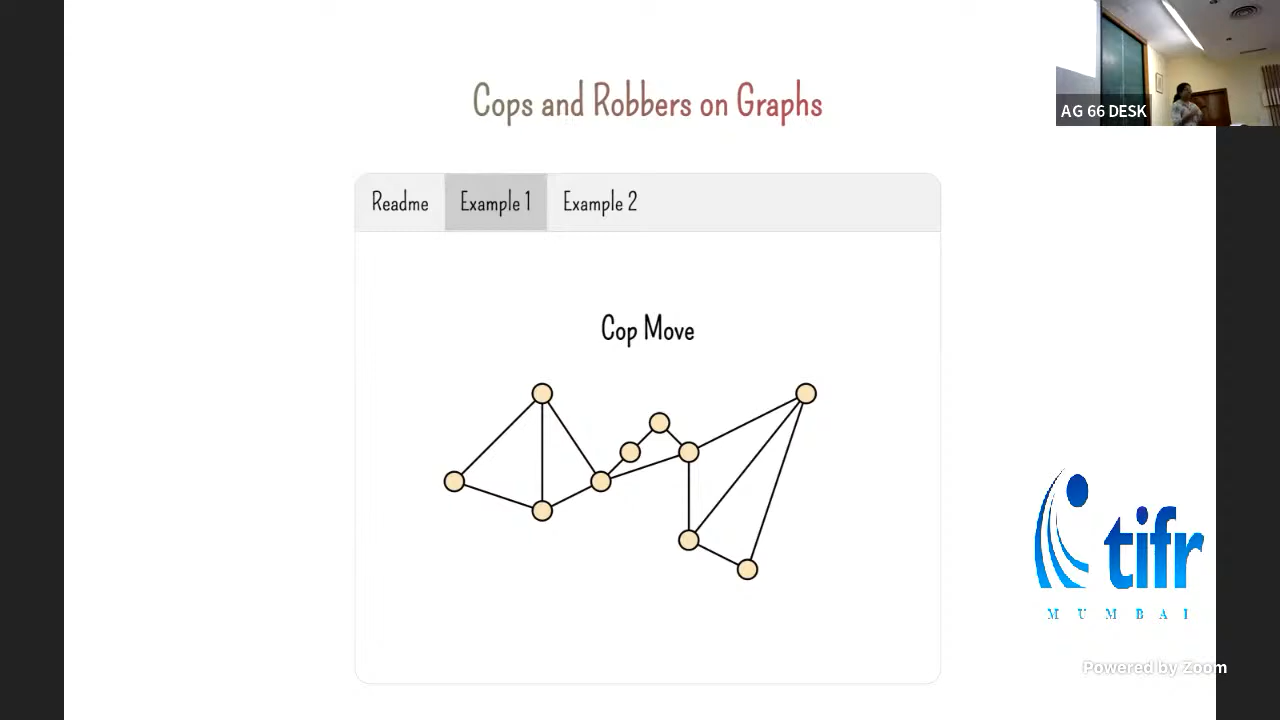 Cops and Robbers on Graphs
AG 66 DESK
Readme
Example 1
Example 2
Cop Move
tifr
MUMBAI
Powered by Zoom